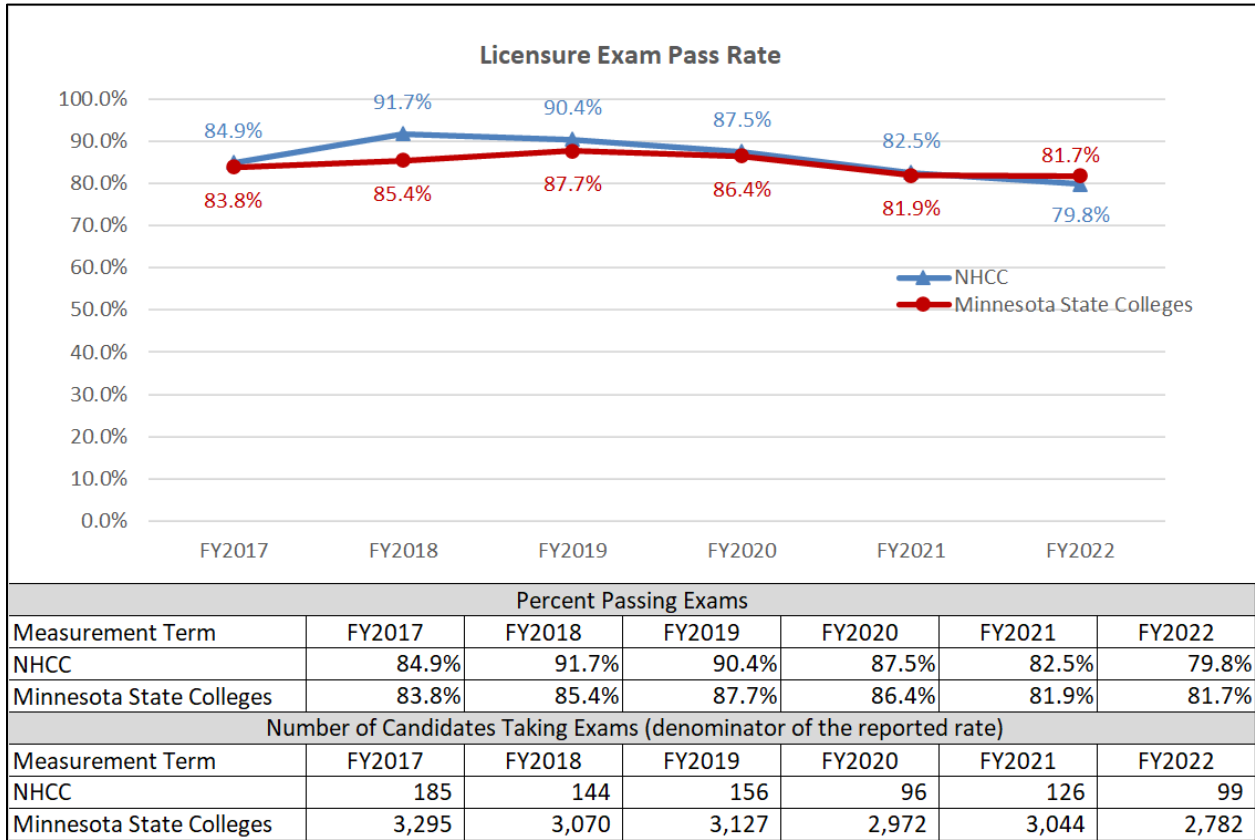 Licensure Exam Pass Rate
100.0%
90.0%
80.0%
70.0%
60.0%
50.0%
40.0%
30.0%
20.0%
10.0%
0.0%
84.9% 91.7% 90.4% 87.5% 82.5% 79.8%
83.8% 85.4% 87.7% 86.4% 81.9% 81.7%
NHCC
Minnesota State Colleges
FY2017 FY2018 FY2019 FY2020 FY2021 FY2022
Percent Passing Exams
Measurement Term FY2017 FY2018 FY2019 FY2020 FY2021 FY2022
NHCC 84.9% 91.7% 90.4% 87.5% 82.5% 79.8%
Minnesota State Colleges 83.8% 85.4% 87.7% 86.4% 81.9% 81.7%
Number of Candidates Taking Exams (denominator of the reported rate)
Measurement Term FY2017 FY2018 FY2019 FY2020 FY2021 FY2022
NHCC 185 144 156 96 126 99
Minnesota State Colleges 3,295 3,070 3,127 2,972 3,044 2,782